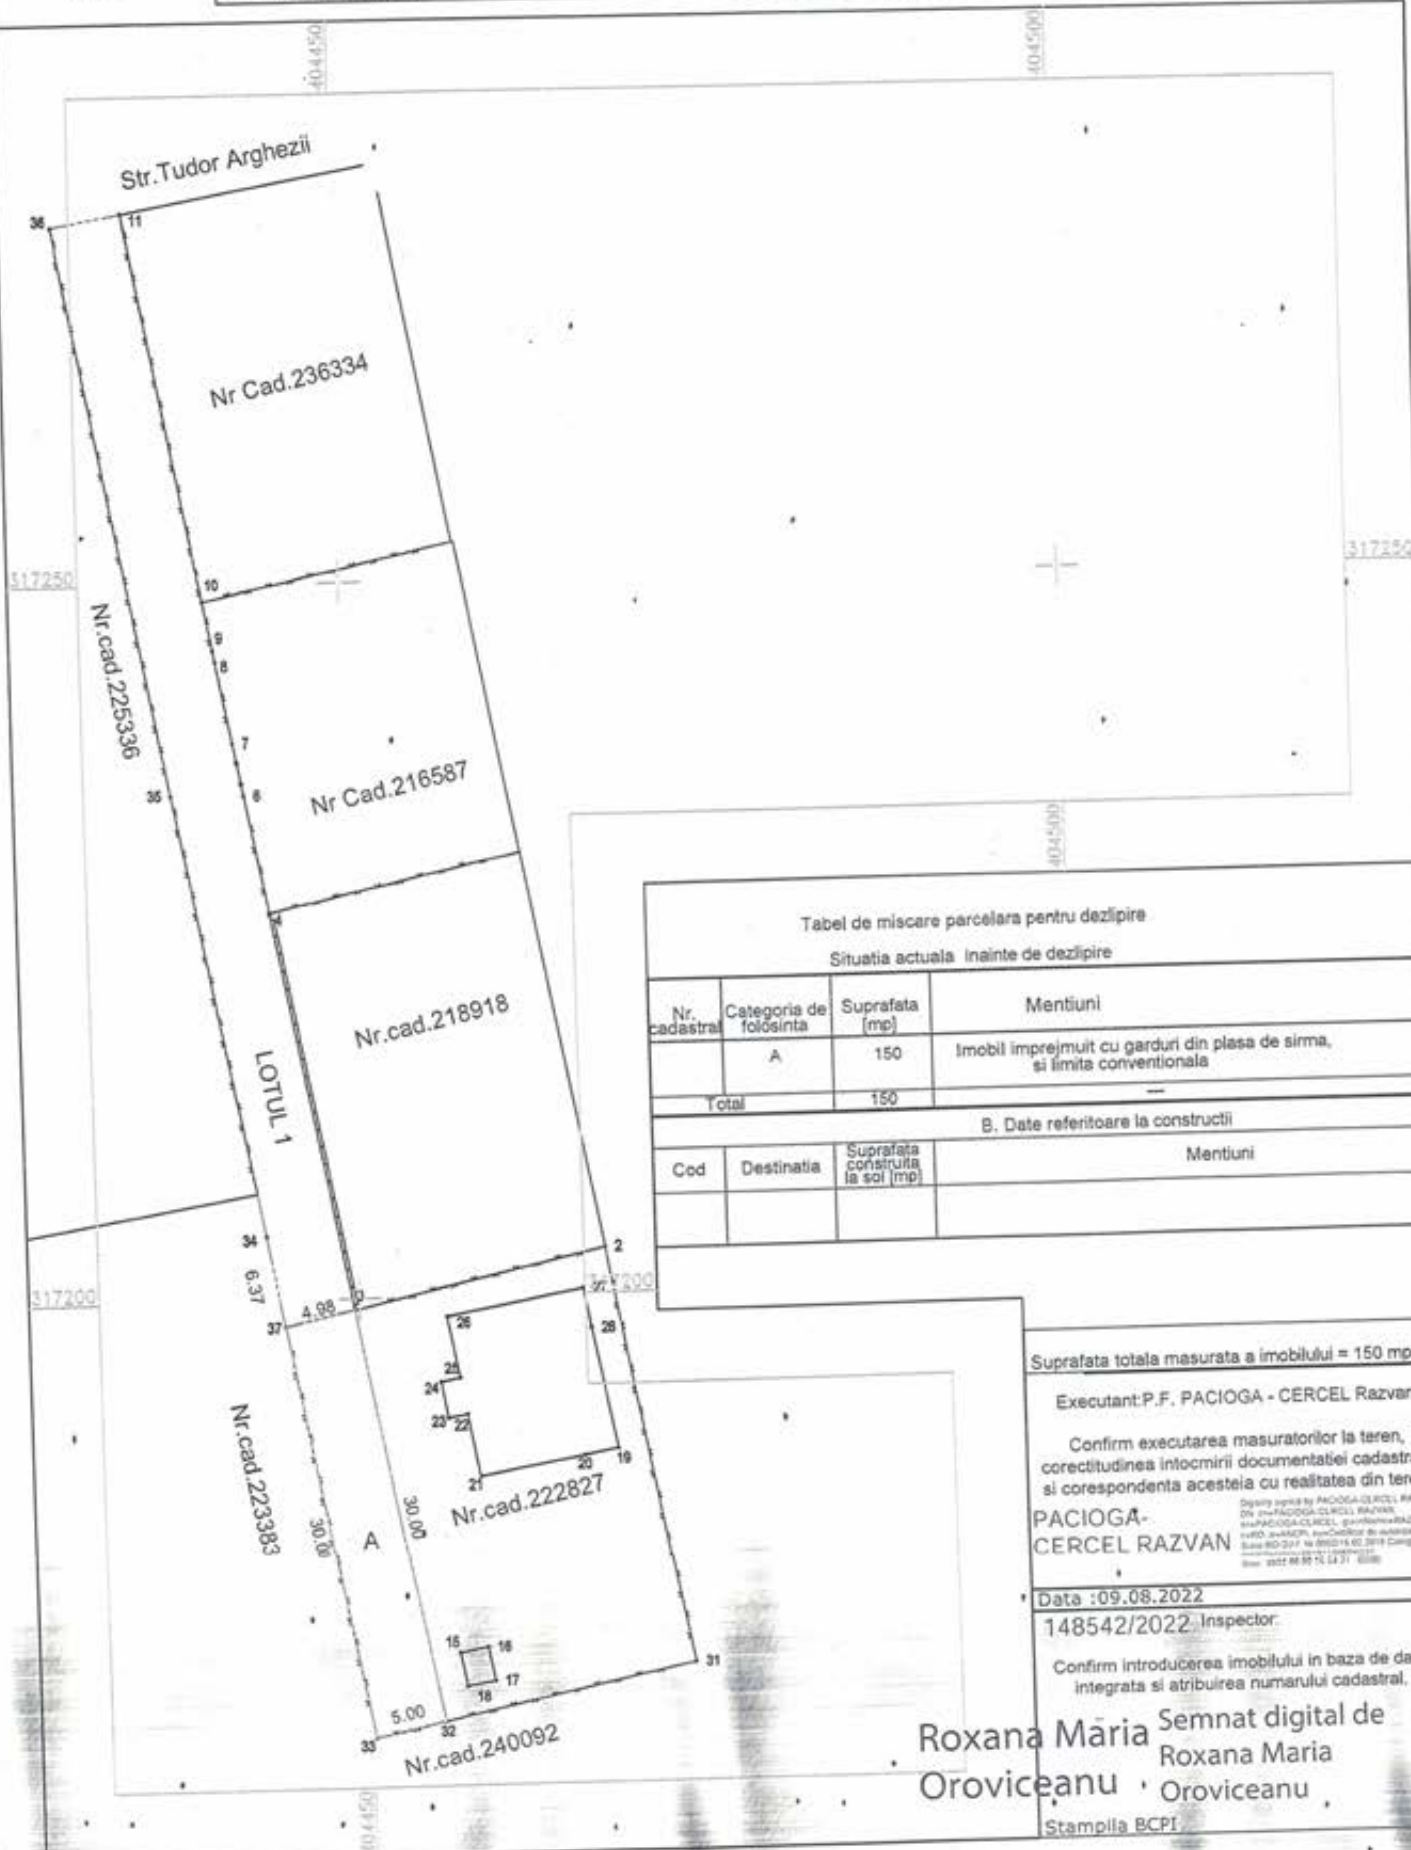 404450
404500
Str.Tudor Arghezii
36
11
Nr Cad.236334
317250
317250
10
9
8
Nr.cad.225336
7
35
6
Nr Cad.216587
404500
4
Nr.cad.218918
LOTUL 1
Tabel de miscare parcelara pentru dezlipire
Situatia actuala inainte de dezlipire
Nr. cadastral
Categoria de folosinta
Suprafata [mp]
Mentiuni
A
150
Imobil imprejmuit cu garduri din plasa de sirma,
si limita conventionala
Total
150
—
B. Date referitoare la constructii
Cod
Destinatia
Suprafata construita la sol [mp]
Mentiuni
34
6.37
2
317200
317200
4.98
37
26
28
25
24
23
22
21
20
19
Nr.cad.222827
Nr.cad.223383
30.00
30.00
A
15
16
17
18
31
5.00
32
33
Nr.cad.240092
404450
Suprafata totala masurata a imobilului = 150 mp
Executant:P.F. PACIOGA - CERCEL Razvan
Confirm executarea masuratorilor la teren,
corectitudinea intocmirii documentatiei cadastr
si corespondenta acesteia cu realitatea din ter
PACIOGA-
CERCEL RAZVAN
Data :09.08.2022
148542/2022 Inspector:
Confirm introducerea imobilului in baza de da
integrata si atribuirea numarului cadastral.
Roxana Maria
Oroviceanu
Semnat digital de
Roxana Maria
Oroviceanu
Stampila BCPI